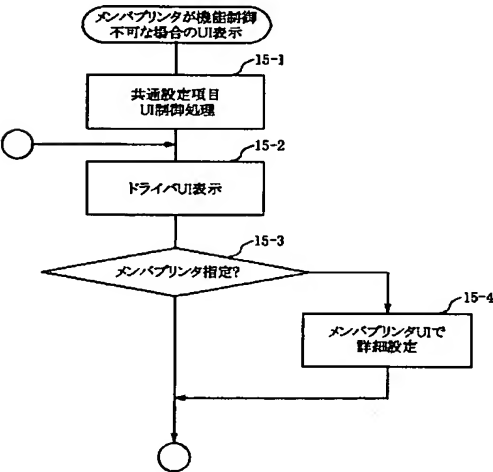 メンバプリンタが機能制御
不可な場合のUI表示
15-1
共通設定項目
UI制御処理
15-2
ドライバUI表示
15-3
メンバプリンタ指定?
15-4
メンバプリンタUIで
詳細設定